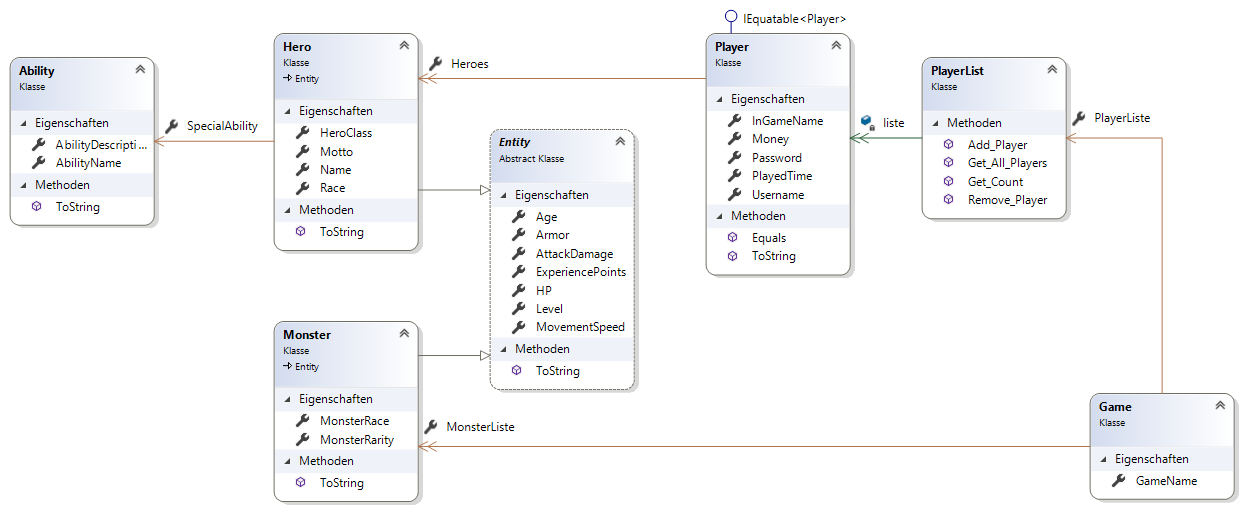 Ability
Klasse
Eigenschaften
AbilityDescripti...
AbilityName
Methoden
ToString
SpecialAbility
Hero
Klasse
Entity
Eigenschaften
HeroClass
Motto
Name
Race
Methoden
ToString
Heroes
Entity
Abstract Klasse
Eigenschaften
Age
Armor
AttackDamage
ExperiencePoints
HP
Level
MovementSpeed
Methoden
ToString
IEquatable<Player>
Player
Klasse
Eigenschaften
InGameName
Money
Password
PlayedTime
Username
Methoden
Equals
ToString
liste
PlayerList
Klasse
Methoden
Add_Player
Get_All_Players
Get_Count
Remove_Player
PlayerListe
Monster
Klasse
Entity
Eigenschaften
MonsterRace
MonsterRarity
Methoden
ToString
MonsterListe
Game
Klasse
Eigenschaften
GameName